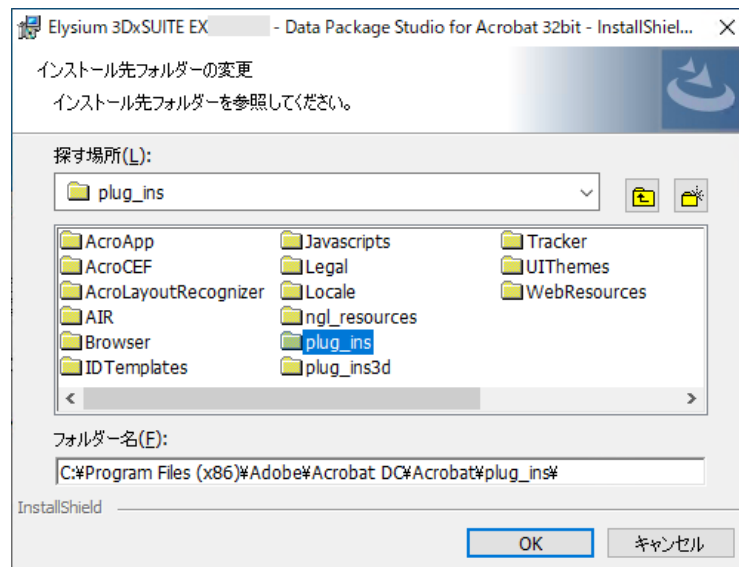 Elysium 3DxSUITE EX - Data Package Studio for Acrobat 32bit - InstallShiel...
インストール先フォルダーの変更
インストール先フォルダーを参照してください。
探す場所(L):
plug_ins
AcroApp
AcroCEF
AcroLayoutRecognizer
AIR
Browser
IDTemplates
Javascripts
Legal
Locale
ngl_resources
plug_ins
plug_ins3d
Tracker
UIThemes
WebResources
フォルダー名(F):
C:¥Program Files (x86)¥Adobe¥Acrobat DC¥Acrobat¥plug_ins¥
InstallShield
OK
キャンセル